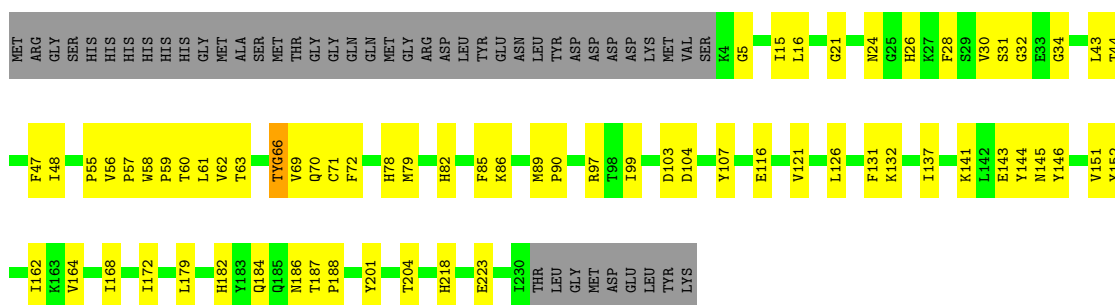 MET ARG GLY SER HIS HIS HIS HIS HIS HIS GLY MET ALA SER MET THR GLY GLY GLN GLN MET GLY ARG ASP LEU TYR GLU ASN LEU TYR ASP ASP ASP ASP LYS MET VAL SER K4 G5 I15 L16 G21 N24 G25 H26 K27 F28 S29 V30 S31 G32 E33 G34 L43 T44
F47 I48 P55 V56 P57 W58 P59 T60 L61 V62 T63 TYG66 V69 Q70 C71 F72 H78 M79 H82 F85 K86 M89 P90 R97 T98 I99 D103 D104 Y107 E116 V121 L126 F131 K132 I137 K141 L142 E143 Y144 N145 Y146 V151
I162 K163 V164 I168 I172 L179 H182 Y183 Q184 Q185 N186 T187 P188 Y201 T204 H218 E223 I230 THR LEU GLY MET ASP GLU LEU TYR LYS